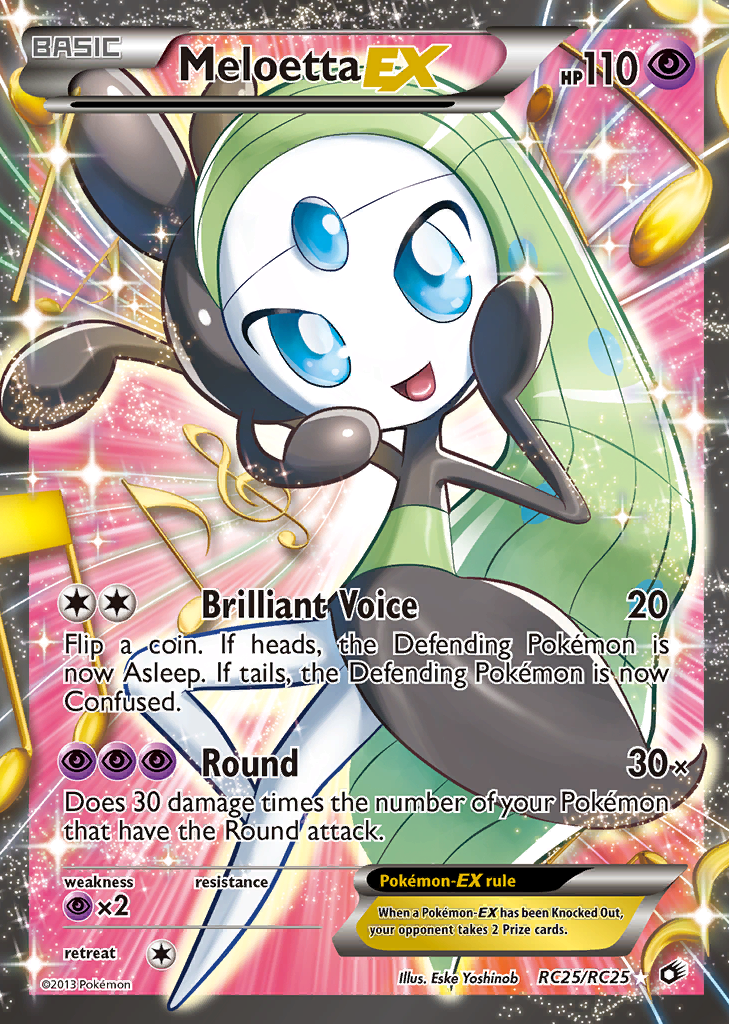 BASIC
Meloetta EX
HP110
Brilliant Voice 20
Flip a coin. If heads, the Defending Pokémon is
now Asleep. If tails, the Defending Pokémon is now
Confused.
Round 30×
Does 30 damage times the number of your Pokémon
that have the Round attack.
weakness resistance
×2
Pokémon-EX rule
When a Pokémon-EX has been Knocked Out,
your opponent takes 2 Prize cards.
retreat
©2013 Pokémon
Illus. Eske Yoshinob RC25/RC25